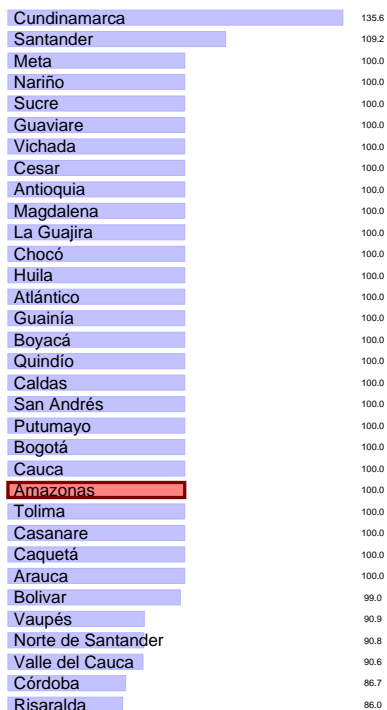 Cundinamarca 135.6
Santander 109.2
Meta 100.0
Nariño 100.0
Sucre 100.0
Guaviare 100.0
Vichada 100.0
Cesar 100.0
Antioquia 100.0
Magdalena 100.0
La Guajira 100.0
Chocó 100.0
Huila 100.0
Atlántico 100.0
Guainía 100.0
Boyacá 100.0
Quindío 100.0
Caldas 100.0
San Andrés 100.0
Putumayo 100.0
Bogotá 100.0
Cauca 100.0
Amazonas 100.0
Tolima 100.0
Casanare 100.0
Caquetá 100.0
Arauca 100.0
Bolivar 99.0
Vaupés 90.9
Norte de Santander 90.8
Valle del Cauca 90.6
Córdoba 86.7
Risaralda 86.0